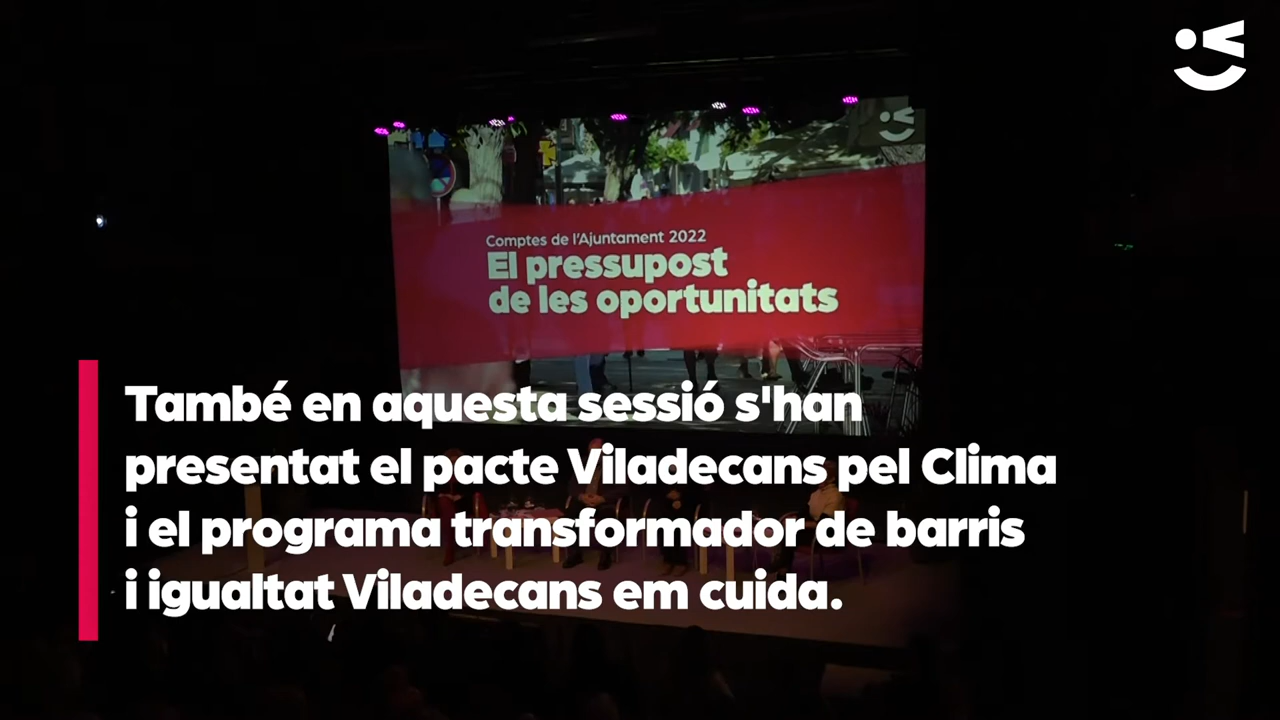 Comptes de l'Ajuntament 2022
El pressupost
de les oportunitats
També en aquesta sessió s'han
presentat el pacte Viladecans pel Clima
i el programa transformador de barris
i igualtat Viladecans em cuida.